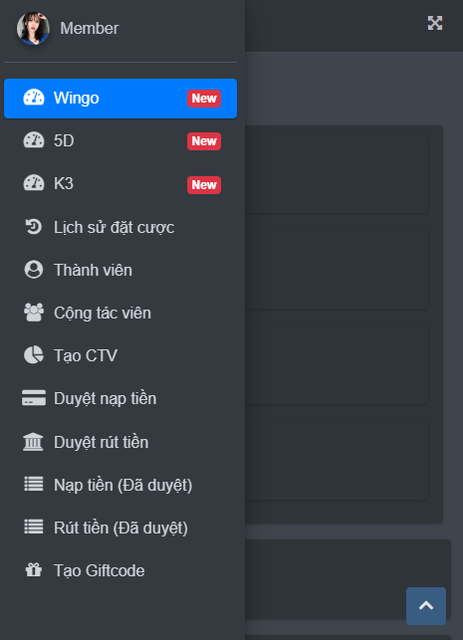 Member
Wingo New
5D New
K3 New
Lịch sử đặt cược
Thành viên
Cộng tác viên
Tạo CTV
Duyệt nạp tiền
Duyệt rút tiền
Nạp tiền (Đã duyệt)
Rút tiền (Đã duyệt)
Tạo Giftcode